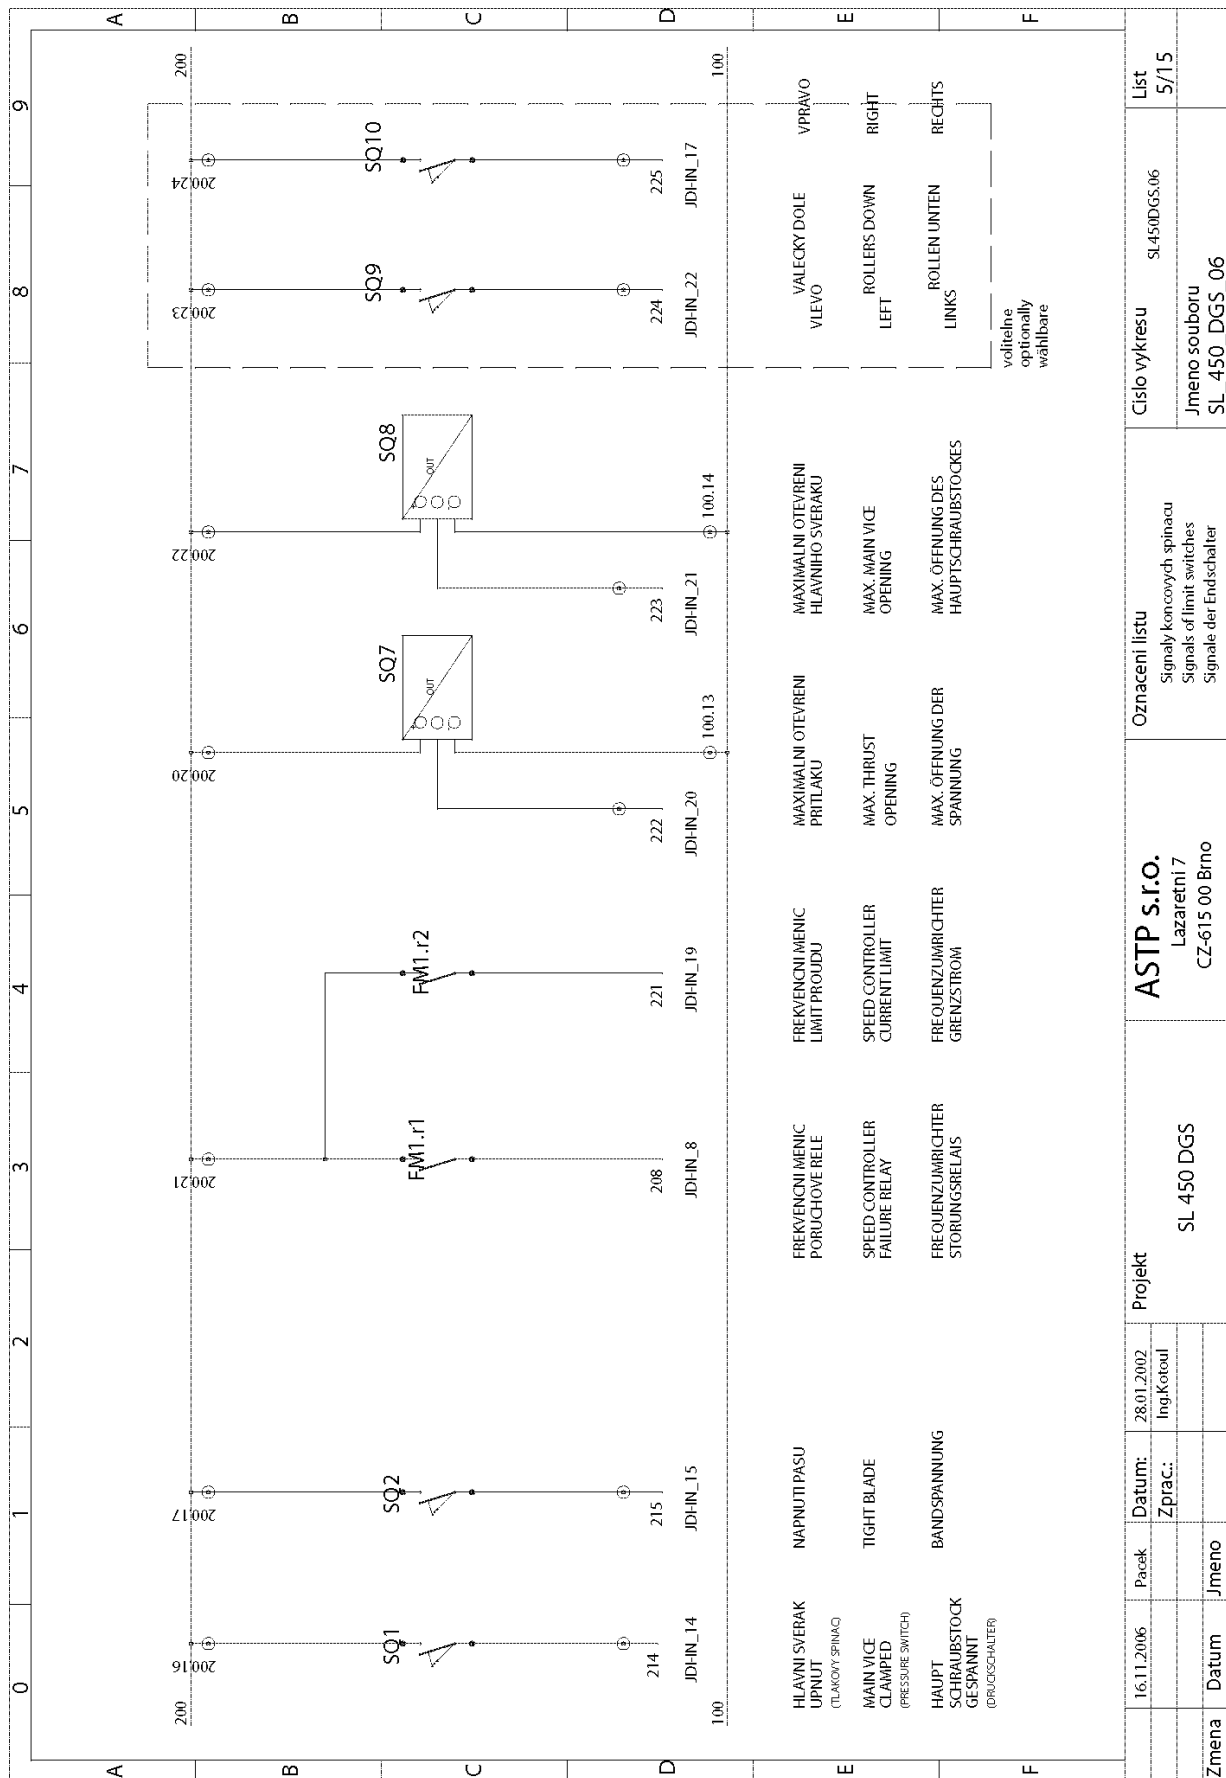 0 1 2 3 4 5 6 7 8 9
A A
B B
C C
D D
E E
F F
200 200
100 100
200.16
SQ1
214
JDI-IN_14
HLAVNI SVERAK
UPNUT
(TLAKOVY SPINAC)
MAIN VICE
CLAMPED
(PRESSURE SWITCH)
HAUPT
SCHRAUBSTOCK
GESPANNT
(DRUCKSCHALTER)
200.17
SQ2
215
JDI-IN_15
NAPNUTI PASU
TIGHT BLADE
BANDSPANNUNG
200.21
FM1.r1
208
JDI-IN_8
FREKVENCNI MENIC
PORUCHOVE RELE
SPEED CONTROLLER
FAILURE RELAY
FREQUENZUMRICHTER
STORUNGSRELAIS
FM1.r2
221
JDI-IN_19
FREKVENCNI MENIC
LIMIT PROUDU
SPEED CONTROLLER
CURRENT LIMIT
FREQUENZUMRICHTER
GRENZSTROM
200.20
SQ7
OUT
100.13
222
JDI-IN_20
MAXIMALNI OTEVRENI
PRITLAKU
MAX. THRUST
OPENING
MAX. ÖFFNUNG DER
SPANNUNG
200.22
SQ8
OUT
100.14
223
JDI-IN_21
MAXIMALNI OTEVRENI
HLAVNIHO SVERAKU
MAX. MAIN VICE
OPENING
MAX. ÖFFNUNG DES
HAUPTSCHRAUBSTOCKES
200.23
SQ9
224
JDI-IN_22
VALECKY DOLE
VLEVO
ROLLERS DOWN
LEFT
ROLLEN UNTEN
LINKS
200.24
SQ10
225
JDI-IN_17
VPRAVO
RIGHT
RECHTS
volitelne
optionally
wählbare
16.11.2006 Pacek
Zmena Datum Jmeno
Datum: 28.01.2002
Zprac.: Ing.Kotoul
Projekt
SL 450 DGS
ASTP s.r.o.
Lazaretni 7
CZ-615 00 Brno
Oznaceni listu
Signaly koncovych spinacu
Signals of limit switches
Signale der Endschalter
Cislo vykresu
SL450DGS.06
Jmeno souboru
SL_450_DGS_06
List
5/15